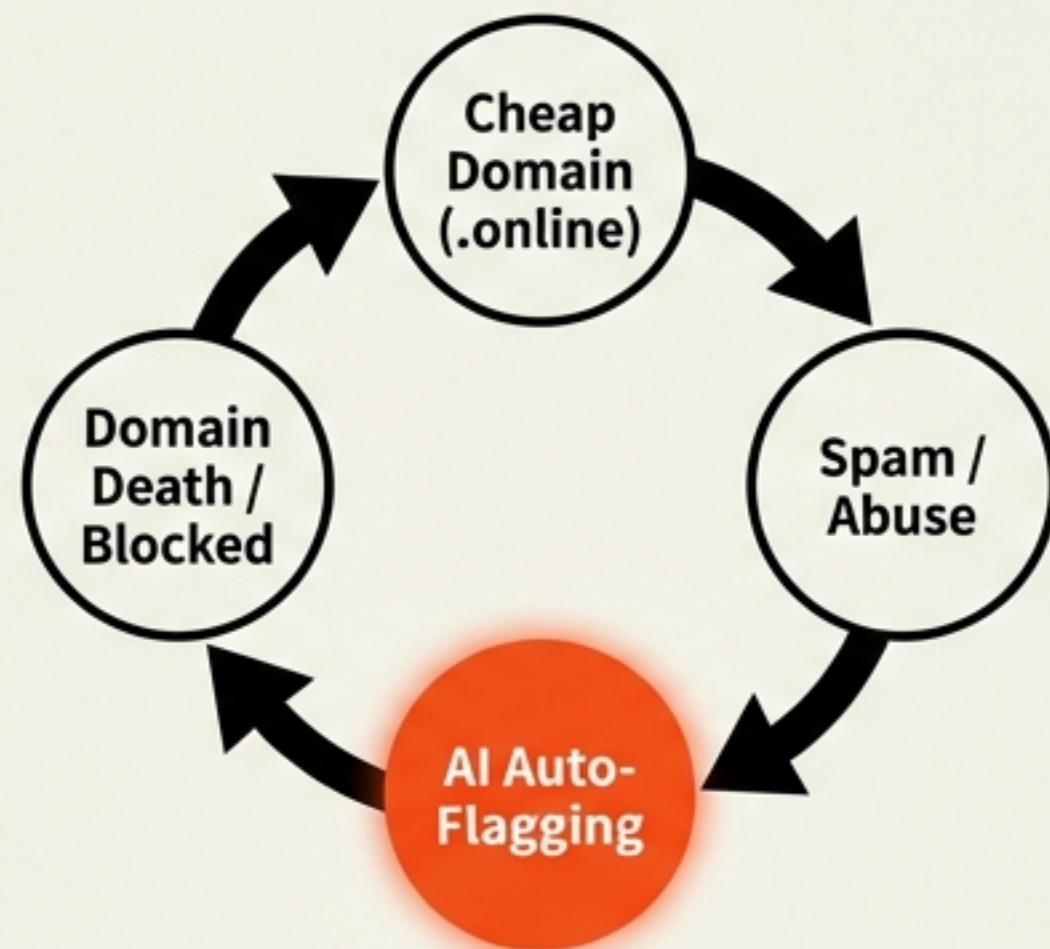 Cheap
Domain
(.online)
Spam /
Abuse
AI Auto-
Flagging
Domain
Death /
Blocked